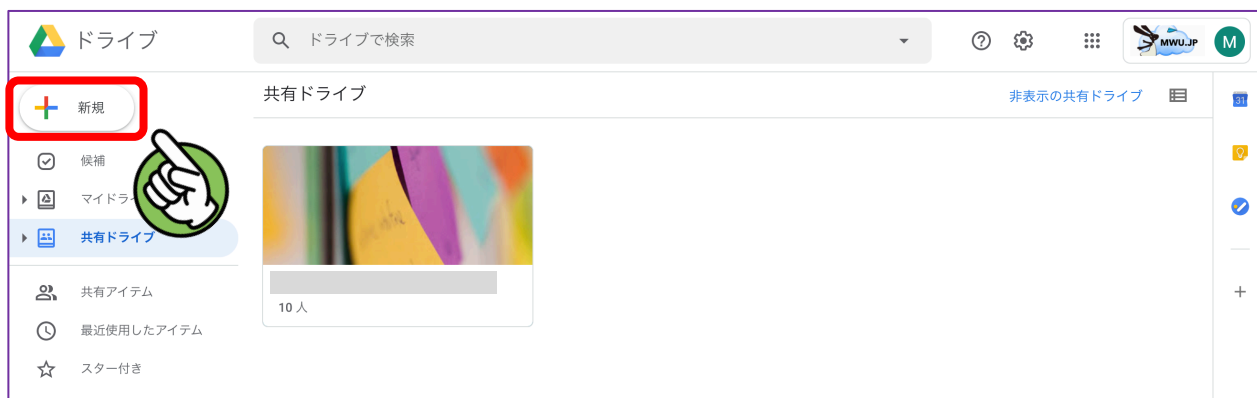 ドライブ
ドライブで検索
MWU.JP
M
新規
共有ドライブ
非表示の共有ドライブ
31
候補
マイドラ
共有ドライブ
10 人
共有アイテム
最近使用したアイテム
スター付き